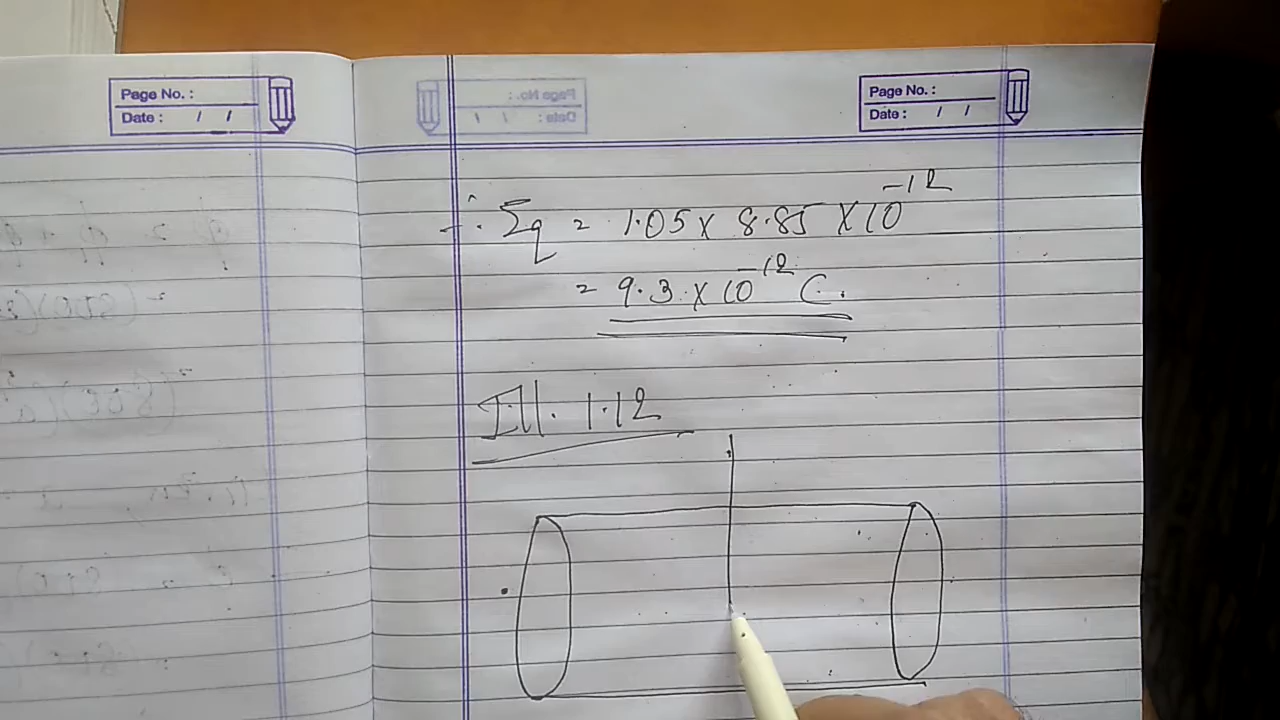 Page No. :
Date : / /
Page No. :
Date : / /
∴ Σq = 1.05 x 8.85 x 10^-12
= 9.3 x 10^-12 C.
Ill. 1.12